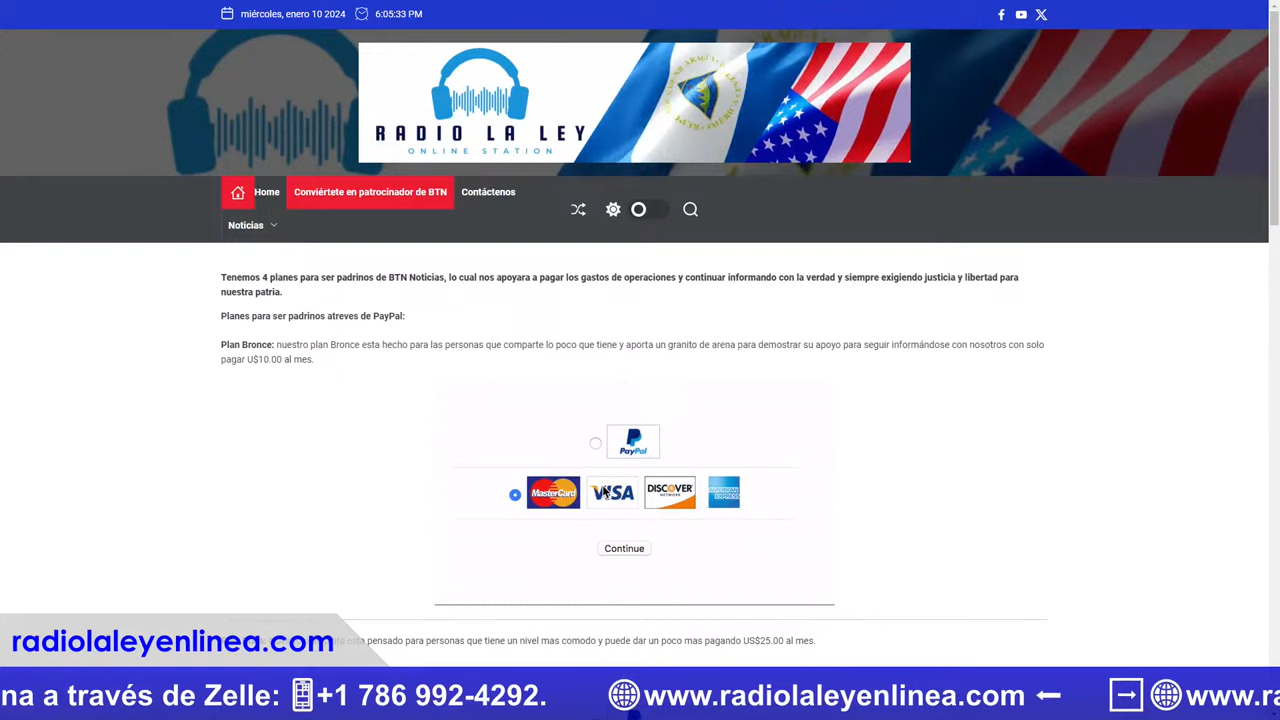 miércoles, enero 10 2024 6:05:33 PM
RADIO LA LEY
ONLINE STATION
Home Conviértete en patrocinador de BTN Contáctenos
Noticias
Tenemos 4 planes para ser padrinos de BTN Noticias, lo cual nos apoyara a pagar los gastos de operaciones y continuar informando con la verdad y siempre exigiendo justicia y libertad para
nuestra patria.
Planes para ser padrinos atreves de PayPal:
Plan Bronce: nuestro plan Bronce esta hecho para las personas que comparte lo poco que tiene y aporta un granito de arena para demostrar su apoyo para seguir informándose con nosotros con solo
pagar U$10.00 al mes.
PayPal
MasterCard VISA DISCOVER NETWORK AMERICAN EXPRESS
Continue
esta pensado para personas que tiene un nivel mas comodo y puede dar un poco mas pagando US$25.00 al mes.
radiolaleyenlinea.com
na a través de Zelle: +1 786 992-4292. www.radiolaleyenlinea.com www.ra